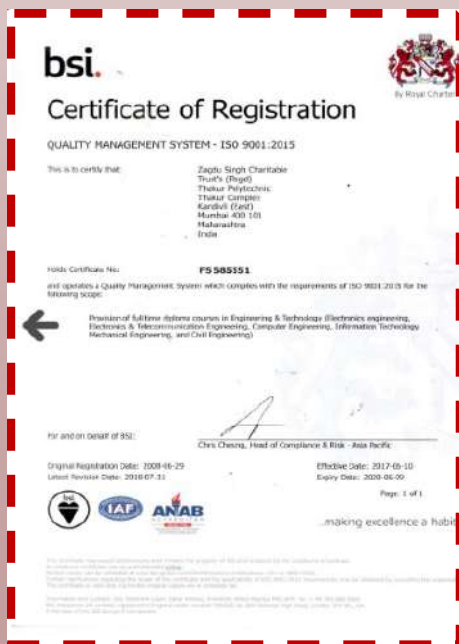 bsi.
By Royal Charter
Certificate of Registration
QUALITY MANAGEMENT SYSTEM - ISO 9001:2015
This is to certify that:
Zagdu Singh Charitable
Trust's (Regd)
Thakur Polytechnic
Thakur Complex
Kandivli (East)
Mumbai 400 101
Maharashtra
India
Holds Certificate No:
FS 585551
and operates a Quality Management System which complies with the requirements of ISO 9001:2015 for the
following scope:
Provision of fulltime diploma courses in Engineering & Technology (Electronics engineering,
Electronics & Telecommunication Engineering, Computer Engineering, Information Technology
Mechanical Engineering, and Civil Engineering)
For and on behalf of BSI:
Chris Cheung, Head of Compliance & Risk - Asia Pacific
Original Registration Date: 2008-06-29
Effective Date: 2017-06-10
Latest Revision Date: 2018-07-31
Expiry Date: 2020-06-09
Page: 1 of 1
bsi
IAF
ANAB
ACCREDITED
...making excellence a habit